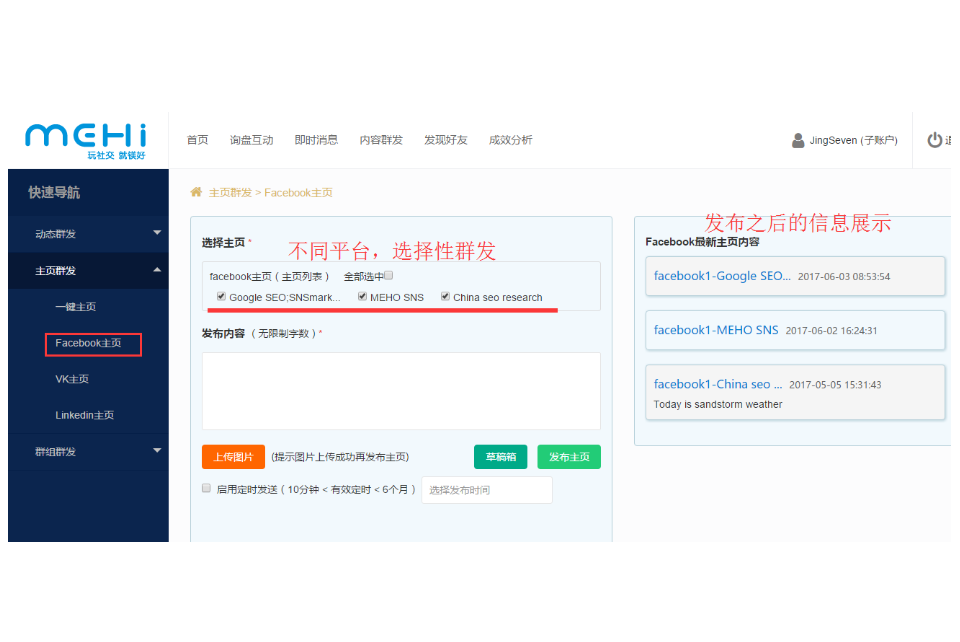 MEHi
玩社交 就镁好
首页 询盘互动 即时消息 内容群发 发现好友 成效分析
JingSeven (子账户)
快速导航
动态群发
主页群发
一键主页
Facebook主页
VK主页
Linkedin主页
群组群发
主页群发 > Facebook主页
不同平台，选择性群发
选择主页 *
facebook主页 ( 主页列表 ) 全部选中
Google SEO;SNSmark... MEHO SNS China seo research
发布内容 ( 无限制字数 ) *
上传图片 (提示图片上传成功再发布主页) 草稿箱 发布主页
启用定时发送 ( 10分钟 < 有效定时 < 6个月 ) 选择发布时间
发布之后的信息展示
Facebook最新主页内容
facebook1-Google SEO... 2017-06-03 08:53:54
facebook1-MEHO SNS 2017-06-02 16:24:31
facebook1-China seo ... 2017-05-05 15:31:43
Today is sandstorm weather